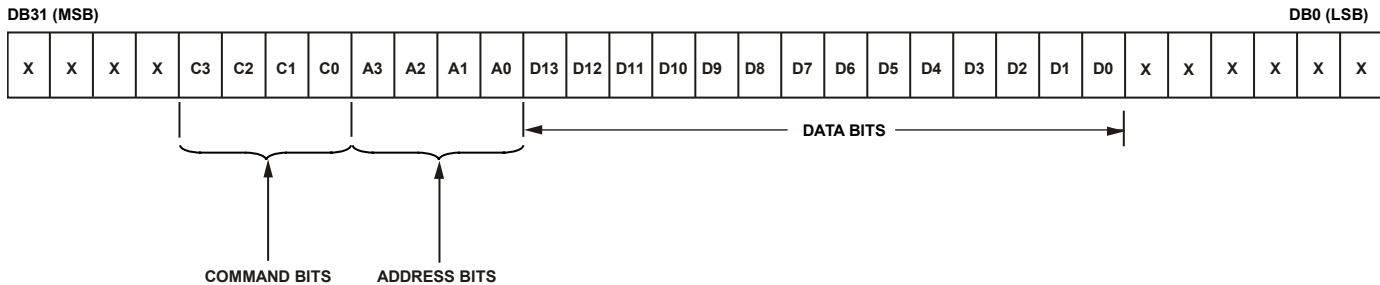 DB31 (MSB) DB0 (LSB)
X X X X C3 C2 C1 C0 A3 A2 A1 A0 D13 D12 D11 D10 D9 D8 D7 D6 D5 D4 D3 D2 D1 D0 X X X X X X
DATA BITS
COMMAND BITS ADDRESS BITS